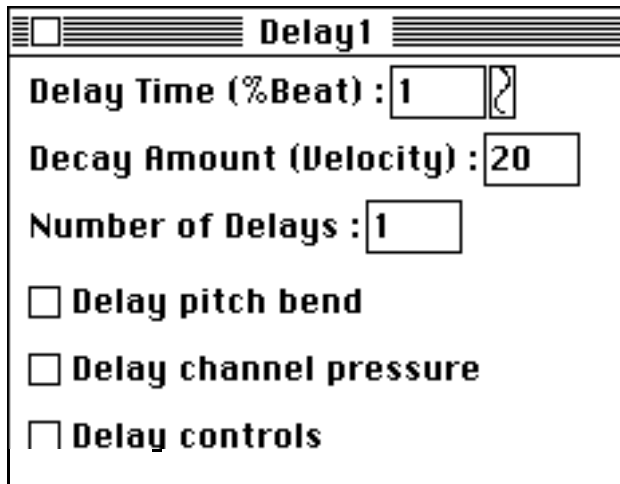 Delay1
Delay Time (%Beat) : 1
Decay Amount (Velocity) : 20
Number of Delays : 1
Delay pitch bend
Delay channel pressure
Delay controls